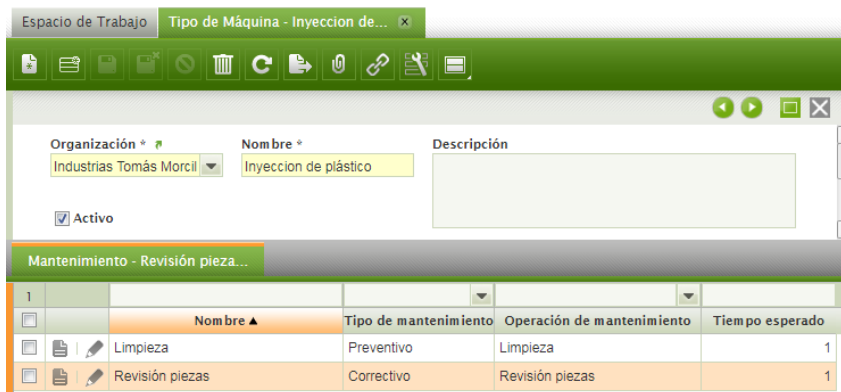 Espacio de Trabajo Tipo de Máquina - Inyeccion de...
Organización * Nombre * Descripción
Industrias Tomás Morcil Inyeccion de plástico
Activo
Mantenimiento - Revisión pieza...
1
Nombre Tipo de mantenimiento Operación de mantenimiento Tiempo esperado
Limpieza Preventivo Limpieza 1
Revisión piezas Correctivo Revisión piezas 1